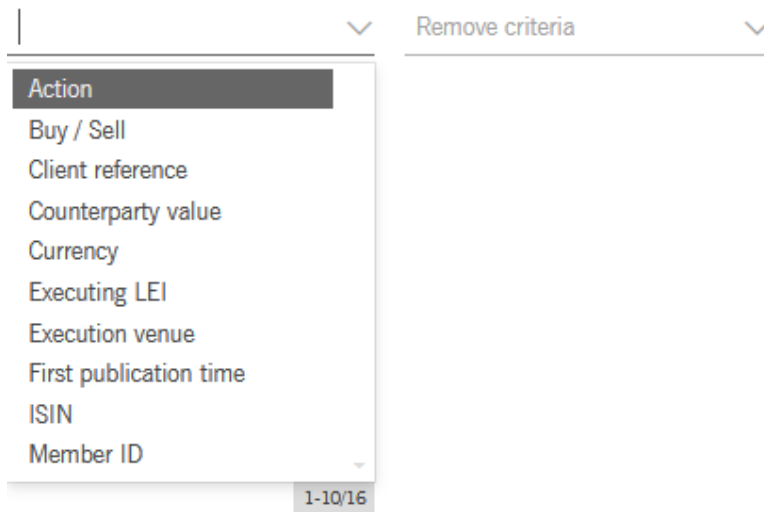 Remove criteria
Action
Buy / Sell
Client reference
Counterparty value
Currency
Executing LEI
Execution venue
First publication time
ISIN
Member ID
1-10/16